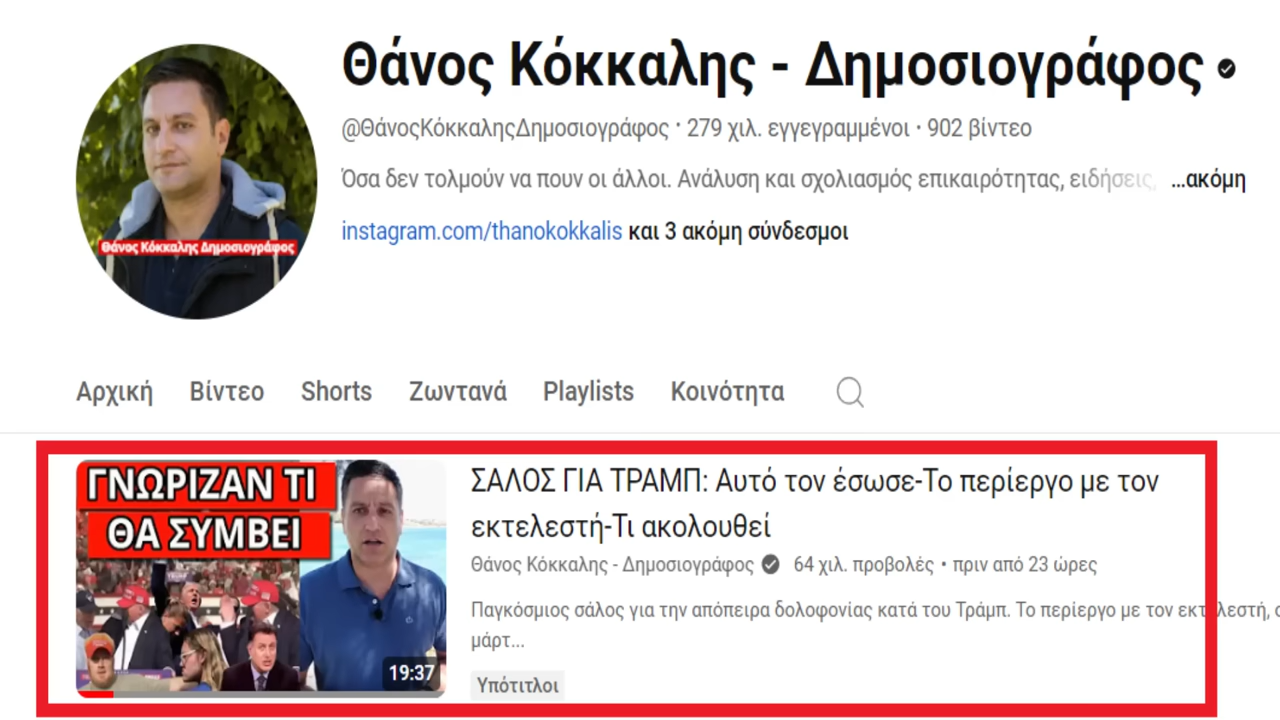 Θάνος Κόκκαλης - Δημοσιογράφος
@ΘάνοςΚόκκαληςΔημοσιογράφος · 279 χιλ. εγγεγραμμένοι · 902 βίντεο
Όσα δεν τολμούν να πουν οι άλλοι. Ανάλυση και σχολιασμός επικαιρότητας, ειδήσεις, ...ακόμη
instagram.com/thanokokkalis και 3 ακόμη σύνδεσμοι
Θάνος Κόκκαλης Δημοσιογράφος
Αρχική Βίντεο Shorts Ζωντανά Playlists Κοινότητα
ΓΝΩΡΙΖΑΝ ΤΙ
ΘΑ ΣΥΜΒΕΙ
19:37
ΣΑΛΟΣ ΓΙΑ ΤΡΑΜΠ: Αυτό τον έσωσε-Το περίεργο με τον
εκτελεστή-Τι ακολουθεί
Θάνος Κόκκαλης - Δημοσιογράφος 64 χιλ. προβολές • πριν από 23 ώρες
Παγκόσμιος σάλος για την απόπειρα δολοφονίας κατά του Τράμπ. Το περίεργο με τον εκτελεστή,
μάρτ...
Υπότιτλοι